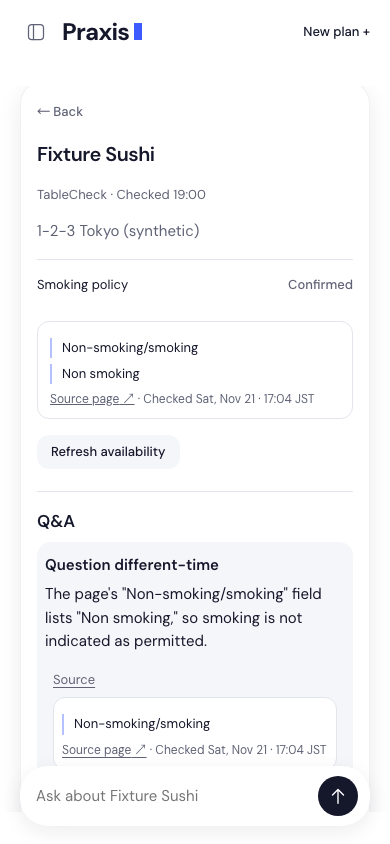 Praxis
New plan +
← Back
Fixture Sushi
TableCheck · Checked 19:00
1-2-3 Tokyo (synthetic)
Smoking policy
Confirmed
Non-smoking/smoking
Non smoking
Source page ↗ · Checked Sat, Nov 21 · 17:04 JST
Refresh availability
Q&A
Question different-time
The page's "Non-smoking/smoking" field
lists "Non smoking," so smoking is not
indicated as permitted.
Source
Non-smoking/smoking
Source page ↗ · Checked Sat, Nov 21 · 17:04 JST
Ask about Fixture Sushi